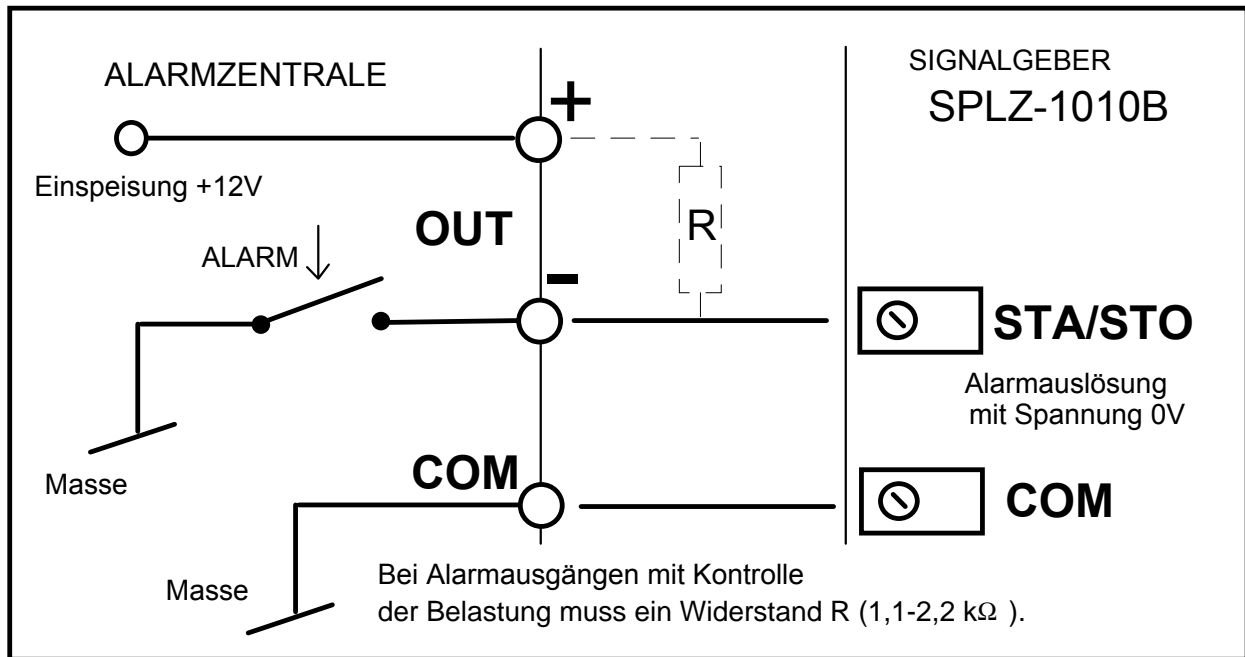 ALARMZENTRALE
SIGNALGEBER
SPLZ-1010B
+
Einspeisung +12V
OUT
R
ALARM
-
STA/STO
Alarmauslösung
mit Spannung 0V
Masse
COM
COM
Masse
Bei Alarmausgängen mit Kontrolle
der Belastung muss ein Widerstand R (1,1-2,2 kΩ ).